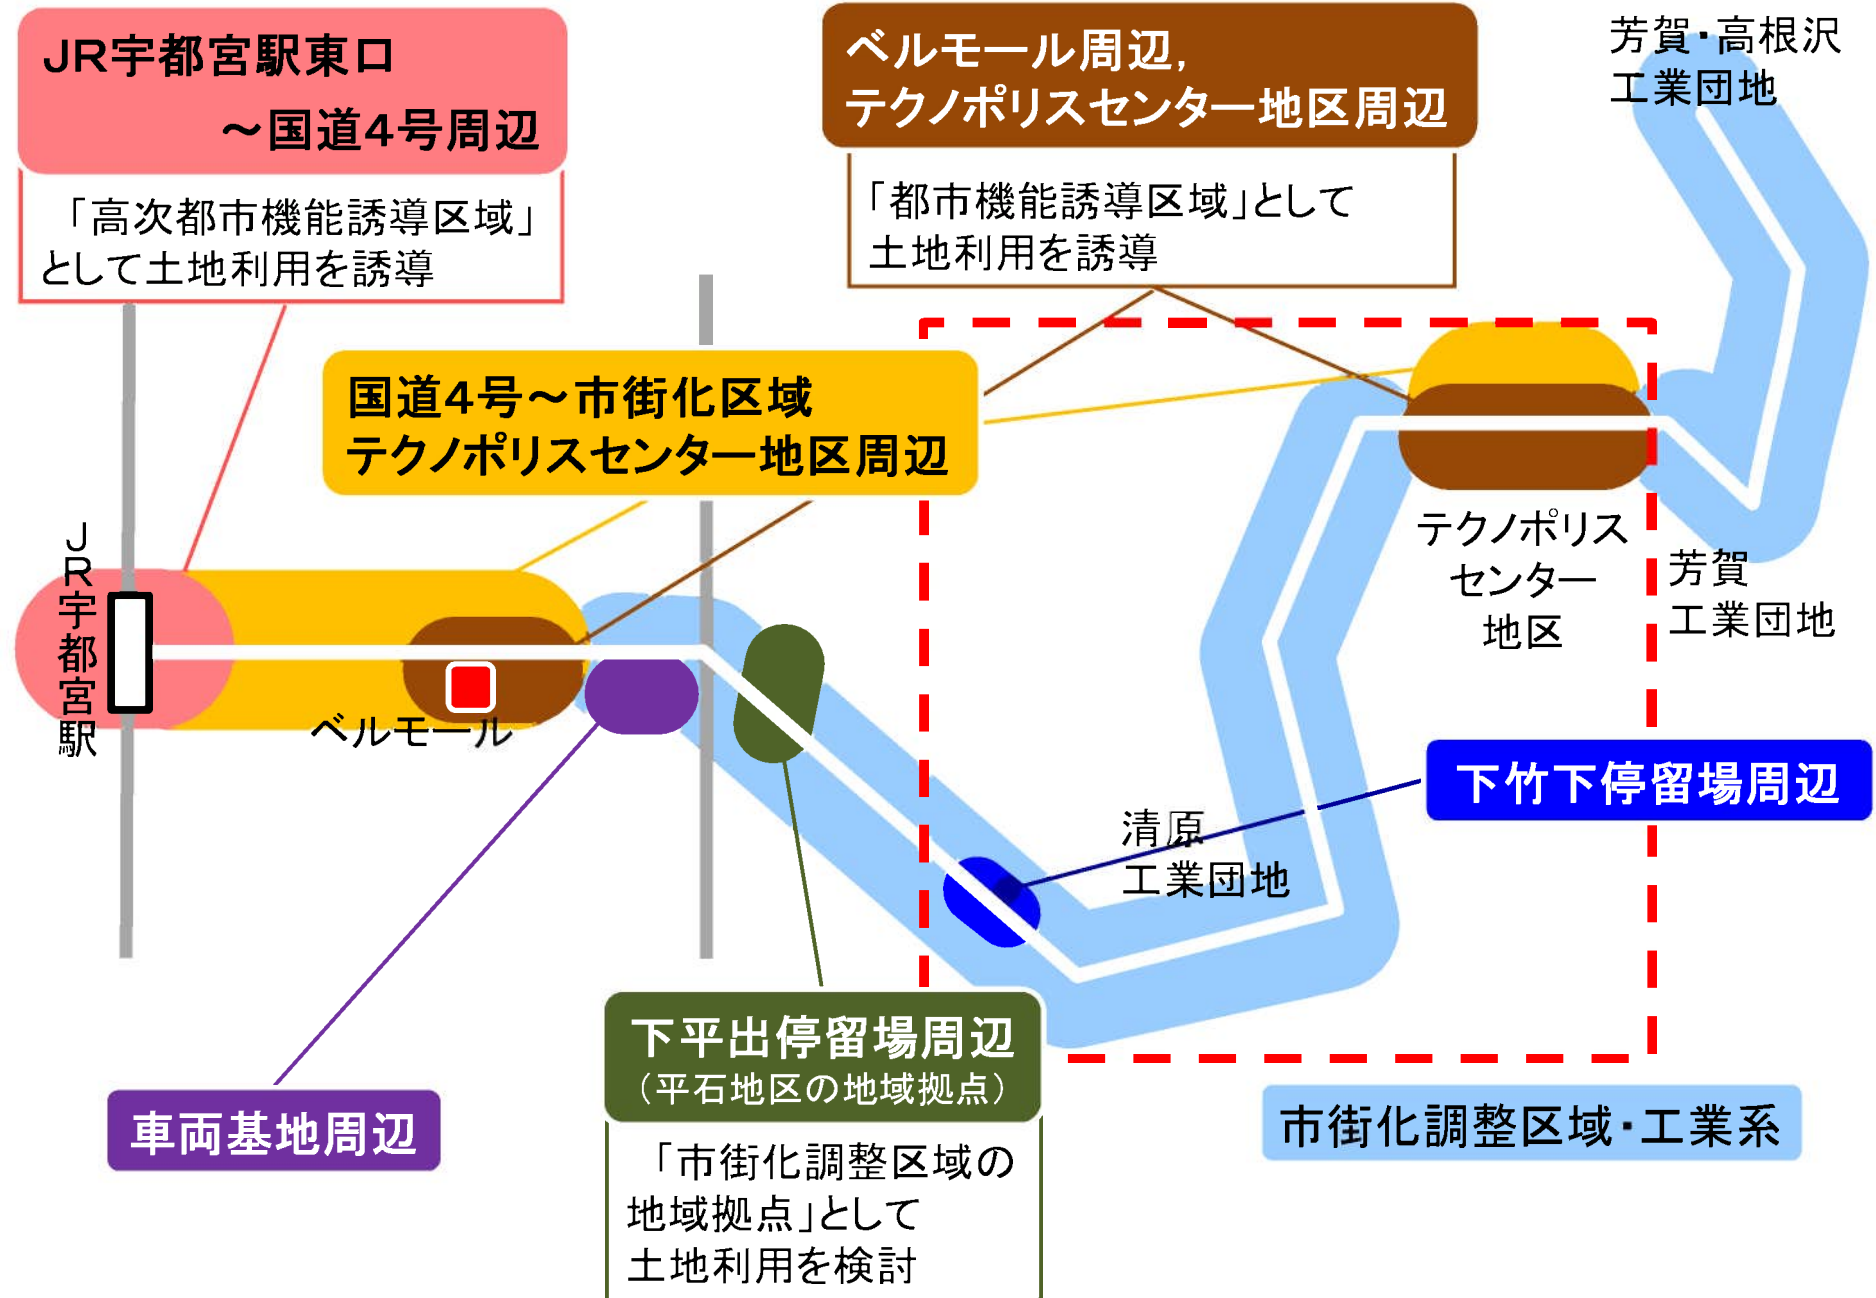 JR宇都宮駅東口
～国道4号周辺
「高次都市機能誘導区域」
として土地利用を誘導
ベルモール周辺，
テクノポリスセンター地区周辺
「都市機能誘導区域」として
土地利用を誘導
芳賀・高根沢
工業団地
国道4号～市街化区域
テクノポリスセンター地区周辺
JR宇都宮駅
ベルモール
テクノポリス
センター
地区
芳賀
工業団地
下竹下停留場周辺
清原
工業団地
下平出停留場周辺
（平石地区の地域拠点）
「市街化調整区域の
地域拠点」として
土地利用を検討
車両基地周辺
市街化調整区域・工業系